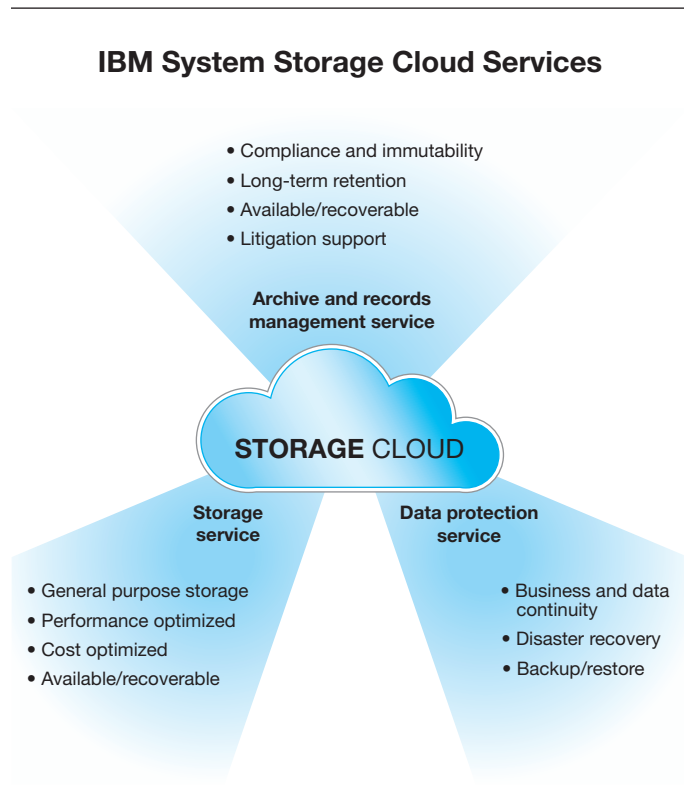 IBM System Storage Cloud Services
• Compliance and immutability
• Long-term retention
• Available/recoverable
• Litigation support
Archive and records
management service
STORAGE CLOUD
Storage
service
• General purpose storage
• Performance optimized
• Cost optimized
• Available/recoverable
Data protection
service
• Business and data
continuity
• Disaster recovery
• Backup/restore